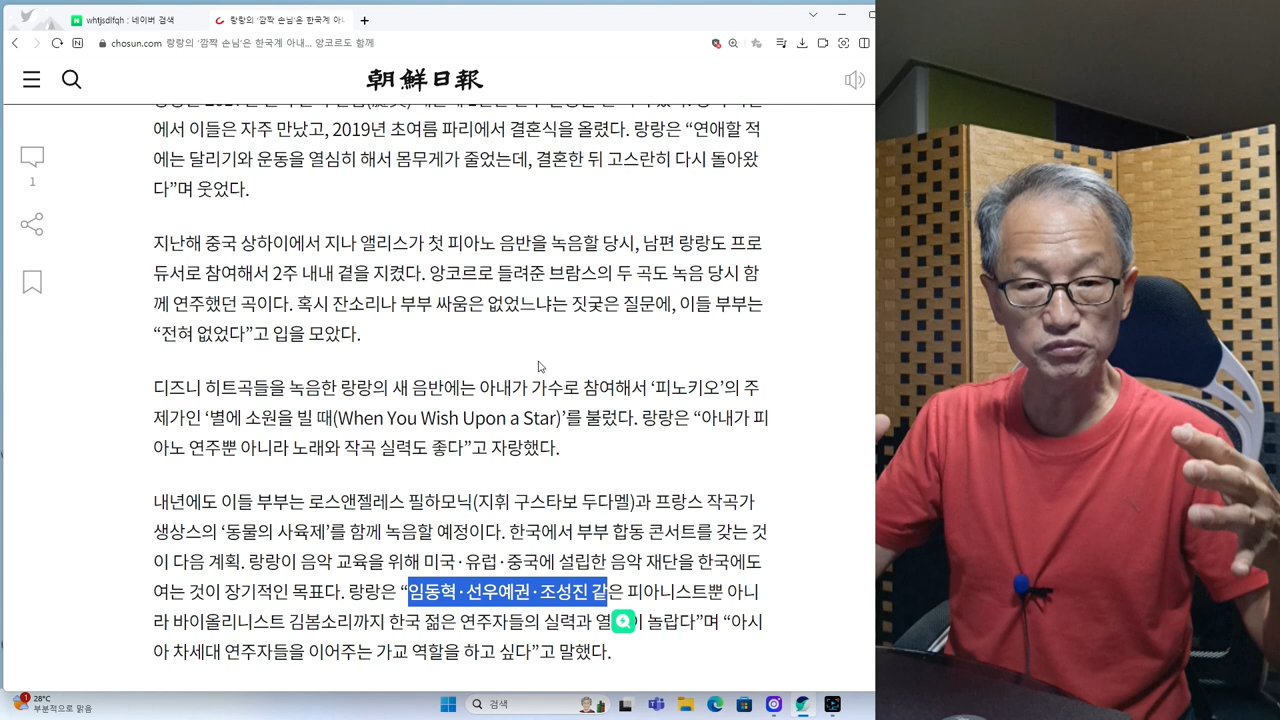 whtjsdlfqh : 네이버 검색
랑랑의 '깜짝 손님'은 한국계 아내
chosun.com 랑랑의 '깜짝 손님'은 한국계 아내... 앙코르도 함께
朝鮮日報
에서 이들은 자주 만났고, 2019년 초여름 파리에서 결혼식을 올렸다. 랑랑은 “연애할 적
에는 달리기와 운동을 열심히 해서 몸무게가 줄었는데, 결혼한 뒤 고스란히 다시 돌아왔
다”며 웃었다.
1
지난해 중국 상하이에서 지나 앨리스가 첫 피아노 음반을 녹음할 당시, 남편 랑랑도 프로
듀서로 참여해서 2주 내내 곁을 지켰다. 앙코르로 들려준 브람스의 두 곡도 녹음 당시 함
께 연주했던 곡이다. 혹시 잔소리나 부부 싸움은 없었느냐는 짓궂은 질문에, 이들 부부는
“전혀 없었다”고 입을 모았다.
디즈니 히트곡들을 녹음한 랑랑의 새 음반에는 아내가 가수로 참여해서 ‘피노키오’의 주
제가인 ‘별에 소원을 빌 때(When You Wish Upon a Star)’를 불렀다. 랑랑은 “아내가 피
아노 연주뿐 아니라 노래와 작곡 실력도 좋다”고 자랑했다.
내년에도 이들 부부는 로스앤젤레스 필하모닉(지휘 구스타보 두다멜)과 프랑스 작곡가
생상스의 ‘동물의 사육제’를 함께 녹음할 예정이다. 한국에서 부부 합동 콘서트를 갖는 것
이 다음 계획. 랑랑이 음악 교육을 위해 미국·유럽·중국에 설립한 음악 재단을 한국에도
여는 것이 장기적인 목표다. 랑랑은 “임동혁·선우예권·조성진 같은 피아니스트뿐 아니
라 바이올리니스트 김봄소리까지 한국 젊은 연주자들의 실력과 열 이 놀랍다”며 “아시
아 차세대 연주자들을 이어주는 가교 역할을 하고 싶다”고 말했다.
1
28°C
부분적으로 맑음
검색